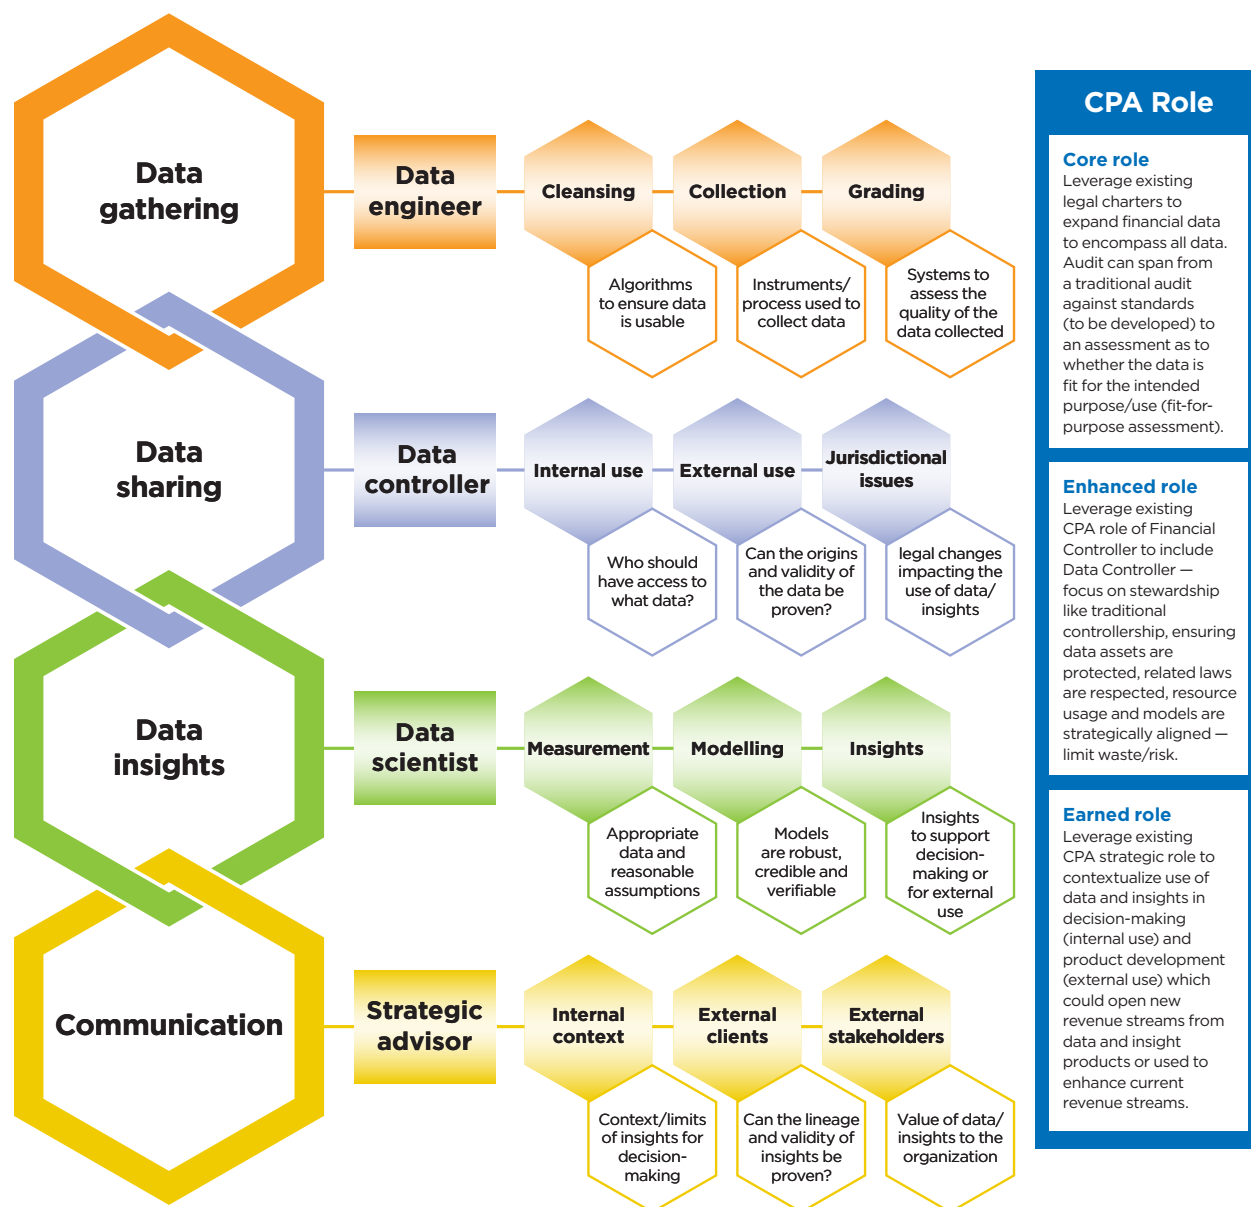 Data
gathering
Data
engineer
Cleansing
Collection
Grading
Algorithms
to ensure data
is usable
Instruments/
process used to
collect data
Systems to
assess the
quality of the
data collected
Data
sharing
Data
controller
Internal use
External use
Jurisdictional
issues
Who should
have access to
what data?
Can the origins
and validity of
the data be
proven?
legal changes
impacting the
use of data/
insights
Data
insights
Data
scientist
Measurement
Modelling
Insights
Appropriate
data and
reasonable
assumptions
Models
are robust,
credible and
verifiable
Insights
to support
decision-
making or
for external
use
Communication
Strategic
advisor
Internal
context
External
clients
External
stakeholders
Context/limits
of insights for
decision-
making
Can the lineage
and validity of
insights be
proven?
Value of data/
insights to the
organization
CPA Role
Core role
Leverage existing
legal charters to
expand financial data
to encompass all data.
Audit can span from
a traditional audit
against standards
(to be developed) to
an assessment as to
whether the data is
fit for the intended
purpose/use (fit-for-
purpose assessment).
Enhanced role
Leverage existing
CPA role of Financial
Controller to include
Data Controller —
focus on stewardship
like traditional
controllership, ensuring
data assets are
protected, related laws
are respected, resource
usage and models are
strategically aligned —
limit waste/risk.
Earned role
Leverage existing
CPA strategic role to
contextualize use of
data and insights in
decision-making
(internal use) and
product development
(external use) which
could open new
revenue streams from
data and insight
products or used to
enhance current
revenue streams.